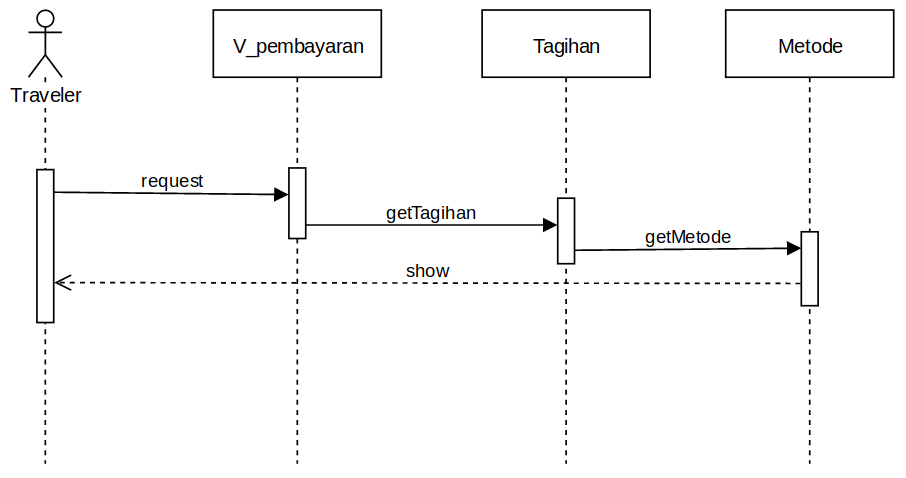 V_pembayaran
Tagihan
Metode
Traveler
request
getTagihan
getMetode
show